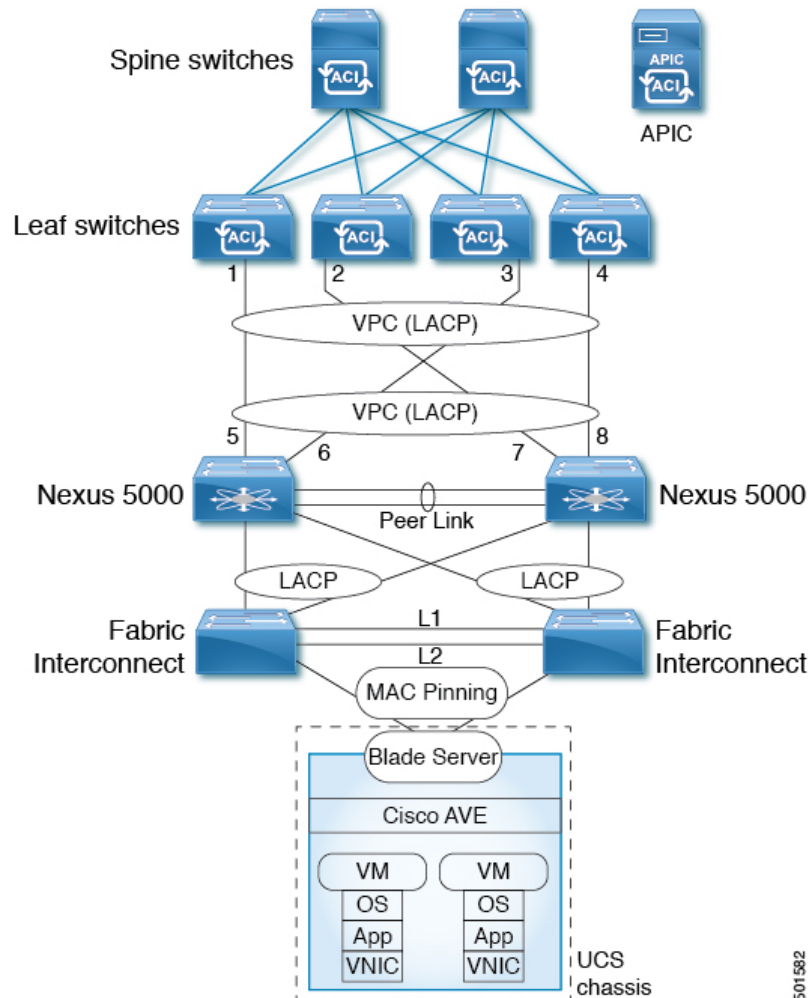 Spine switches
ACI
ACI
APIC
ACI
APIC
Leaf switches
ACI
ACI
ACI
ACI
1
2
3
4
VPC (LACP)
VPC (LACP)
5
6
7
8
Nexus 5000
Nexus 5000
Peer Link
LACP
LACP
Fabric
Interconnect
L1
L2
Fabric
Interconnect
MAC Pinning
Blade Server
Cisco AVE
VM
VM
OS
OS
App
App
VNIC
VNIC
UCS
chassis
501582